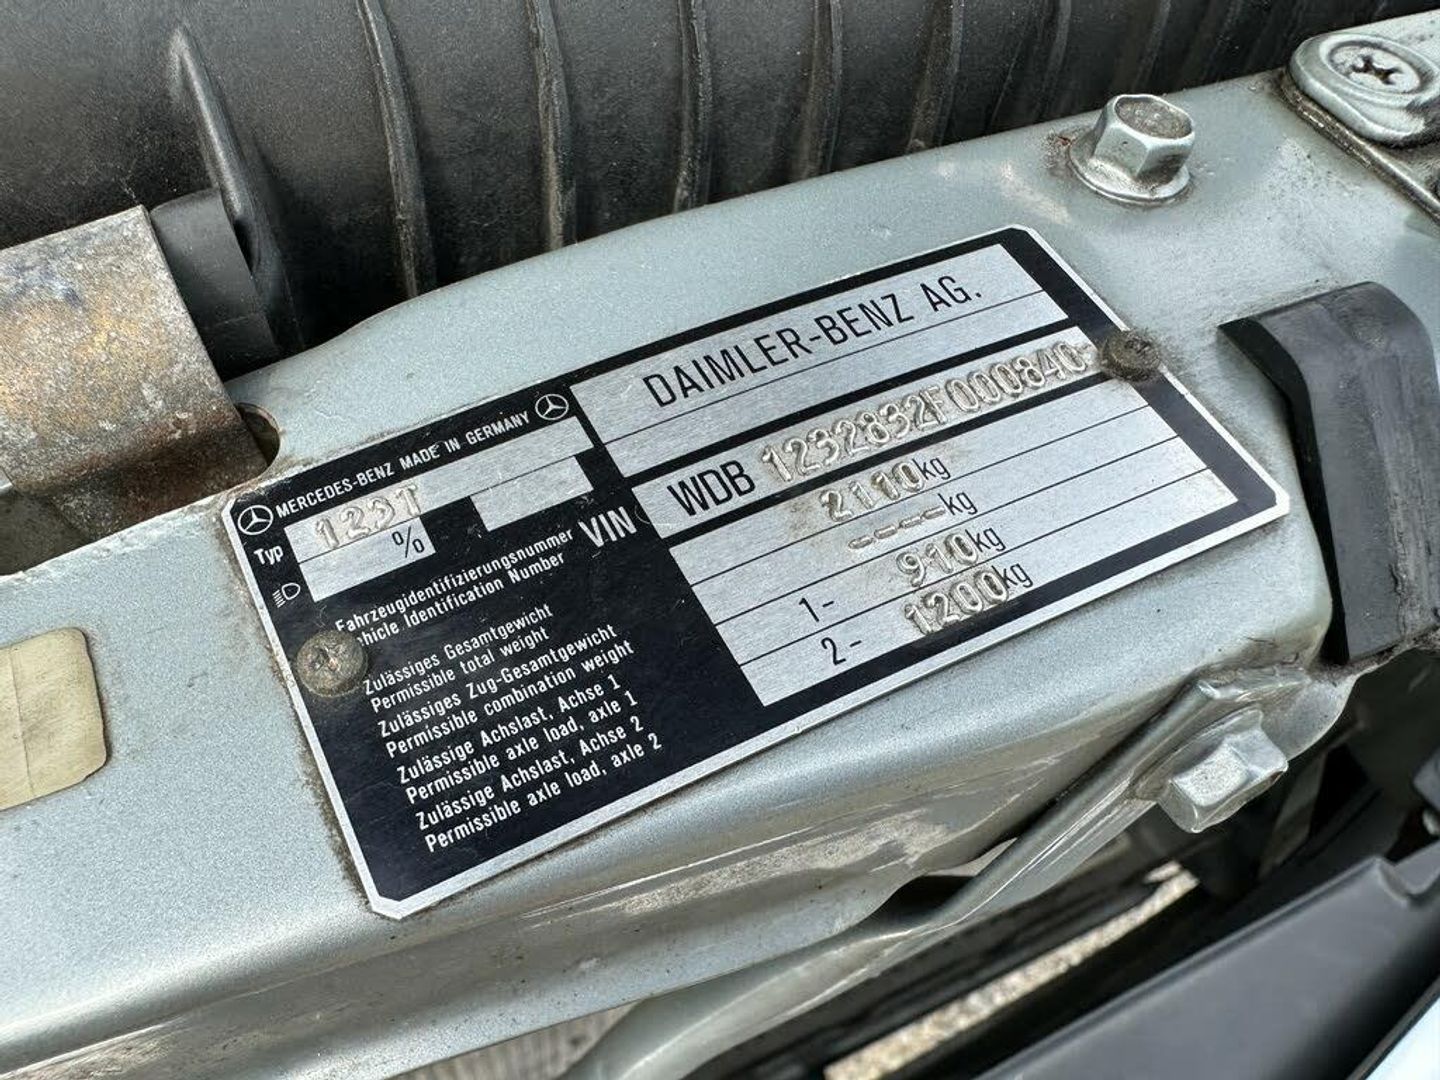 MERCEDES-BENZ MADE IN GERMANY
DAIMLER-BENZ AG.
Typ 123T
%
Fahrzeugidentifizierungsnummer
Vehicle Identification Number
VIN
WDB 1232832F000840
Zulässiges Gesamtgewicht
Permissible total weight
2110kg
Zulässiges Zug-Gesamtgewicht
Permissible combination weight
----kg
Zulässige Achslast, Achse 1
Permissible axle load, axle 1
1- 910kg
Zulässige Achslast, Achse 2
Permissible axle load, axle 2
2- 1200kg